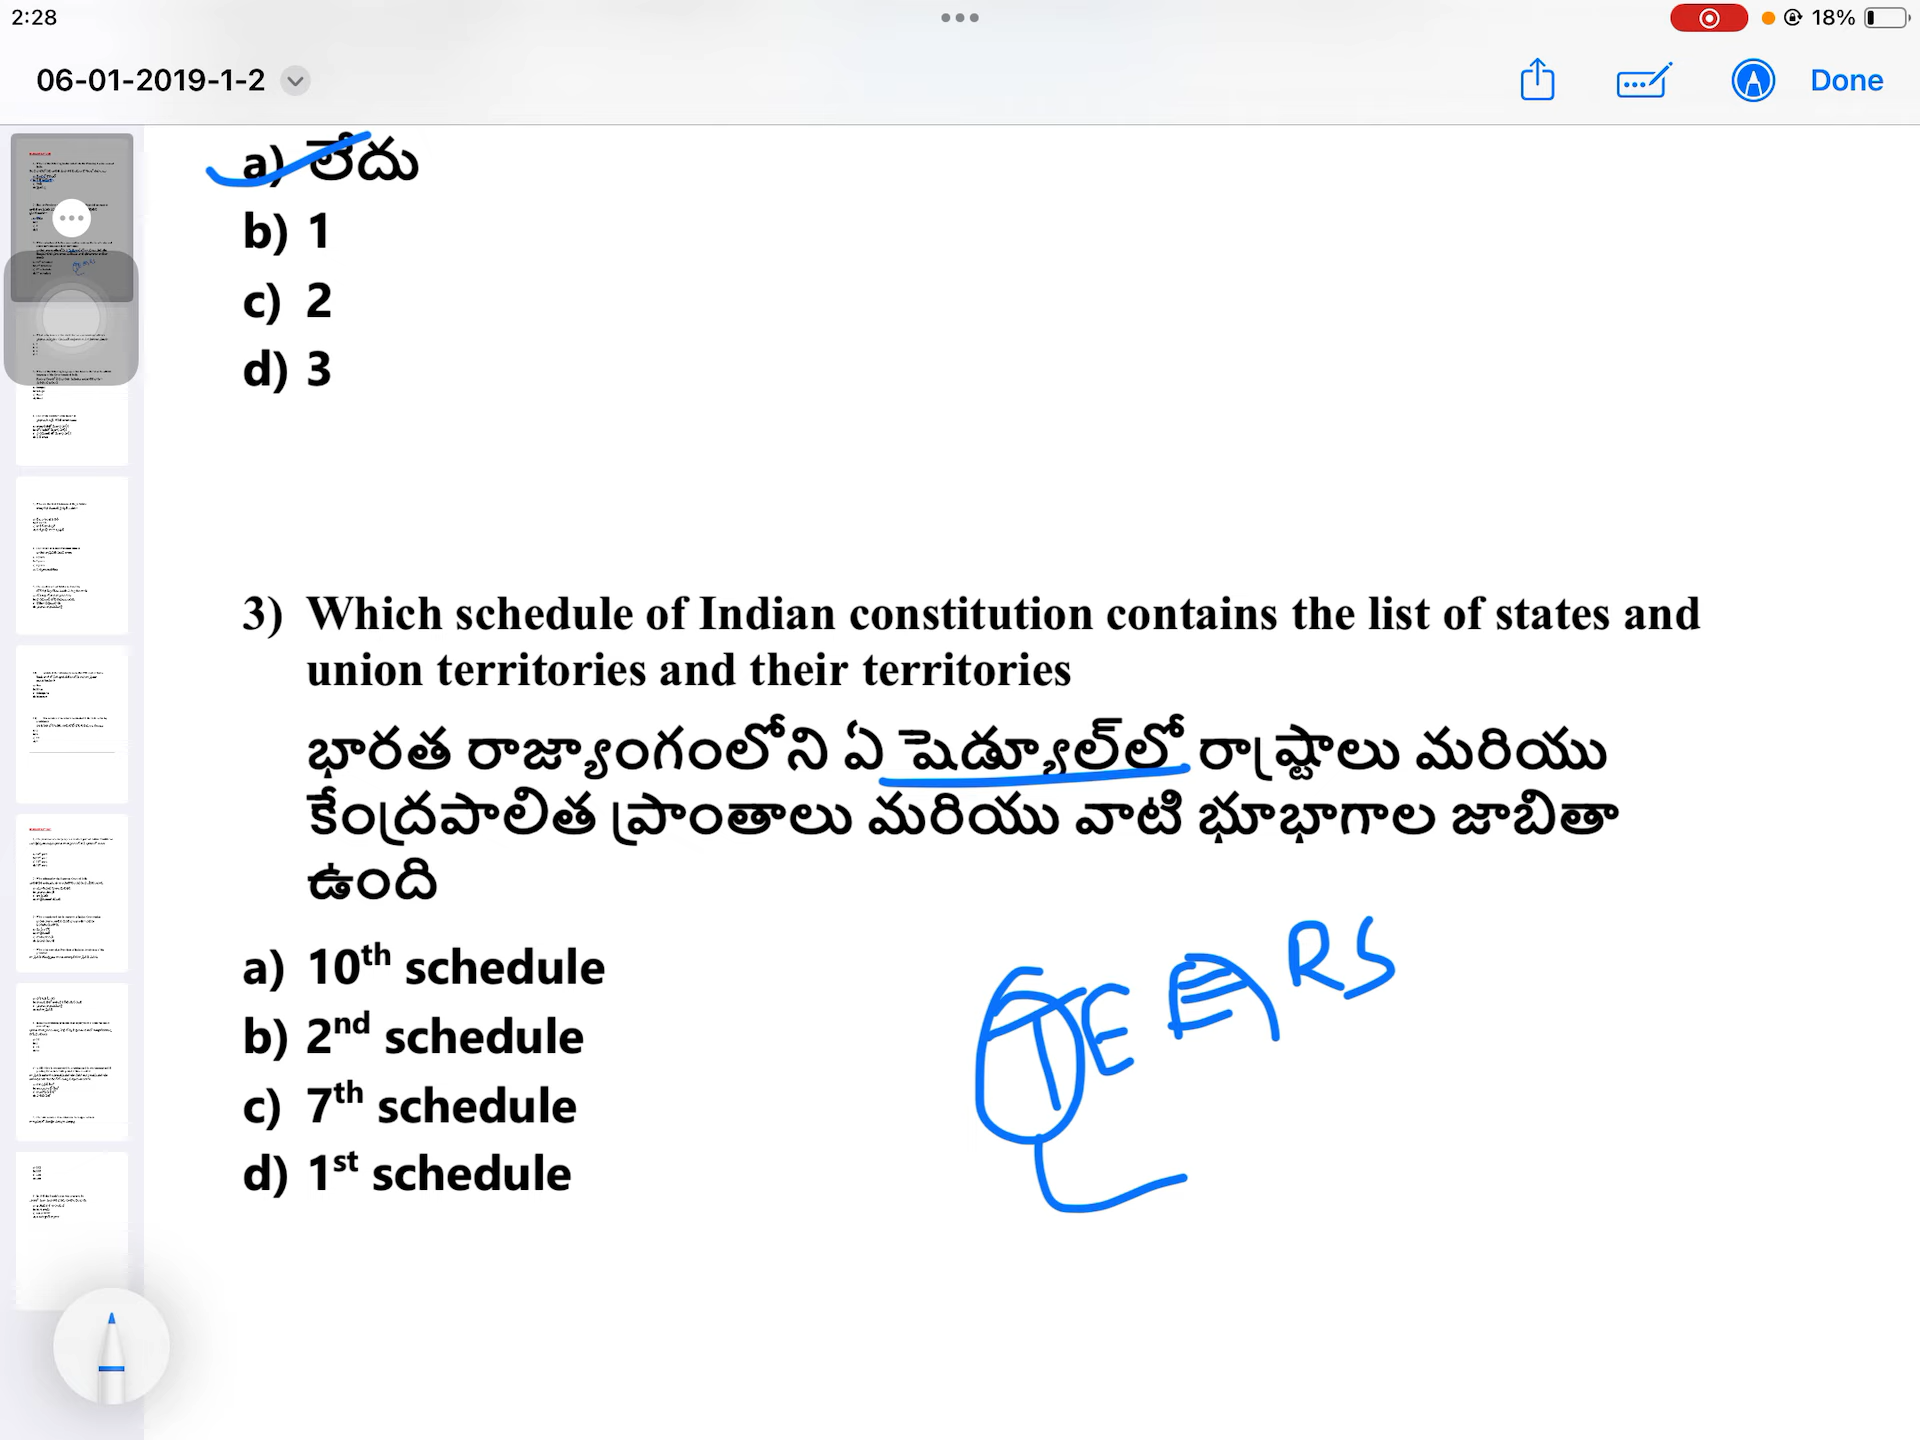 2:28
18%
06-01-2019-1-2
Done
a) లేదు
b) 1
c) 2
d) 3
3) Which schedule of Indian constitution contains the list of states and
union territories and their territories
భారత రాజ్యాంగంలోని ఏ షెడ్యూల్‌లో రాష్ట్రాలు మరియు
కేంద్రపాలిత ప్రాంతాలు మరియు వాటి భూభాగాల జాబితా
ఉంది
TEARS
a) 10th schedule
b) 2nd schedule
c) 7th schedule
d) 1st schedule